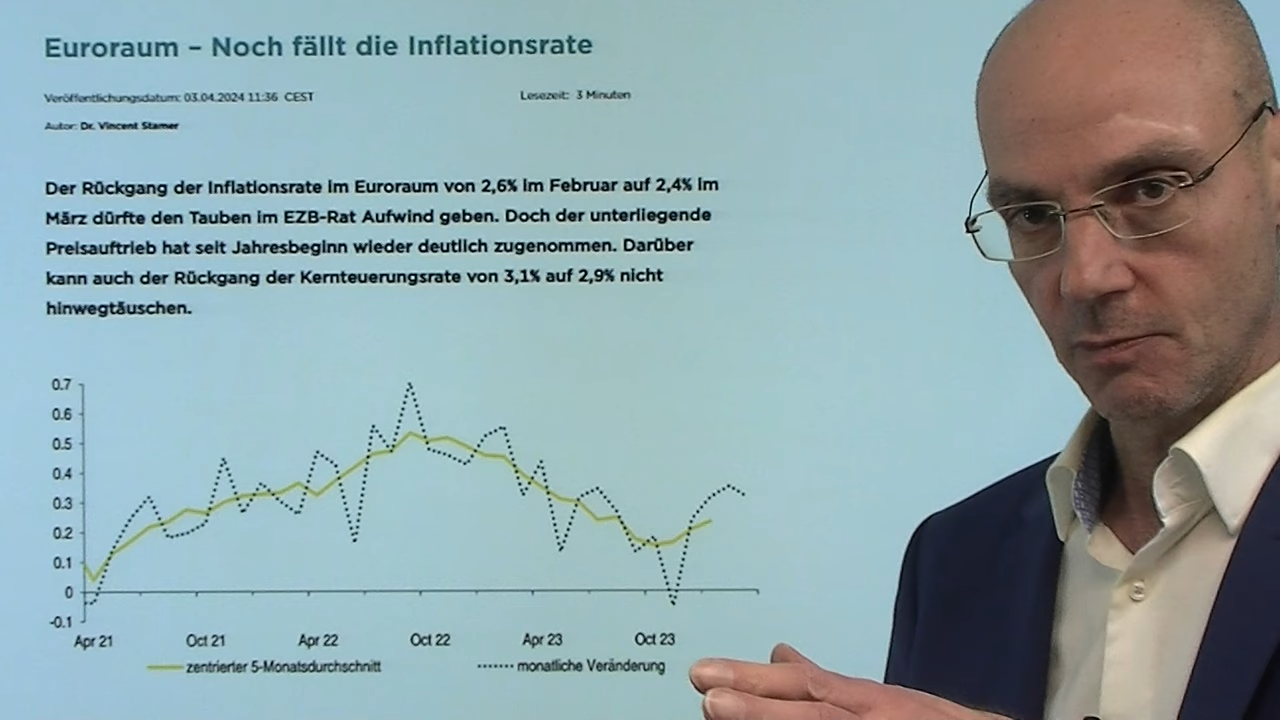 Euroraum – Noch fällt die Inflationsrate
Veröffentlichungsdatum: 03.04.2024 11:36 CEST
Lesezeit: 3 Minuten
Autor: Dr. Vincent Stamer
Der Rückgang der Inflationsrate im Euroraum von 2,6% im Februar auf 2,4% im
März dürfte den Tauben im EZB-Rat Aufwind geben. Doch der unterliegende
Preisauftrieb hat seit Jahresbeginn wieder deutlich zugenommen. Darüber
kann auch der Rückgang der Kernteuerungsrate von 3,1% auf 2,9% nicht
hinwegtäuschen.
0.7
0.6
0.5
0.4
0.3
0.2
0.1
0
-0.1
Apr 21 Oct 21 Apr 22 Oct 22 Apr 23 Oct 23
zentrierter 5-Monatsdurchschnitt monatliche Veränderung